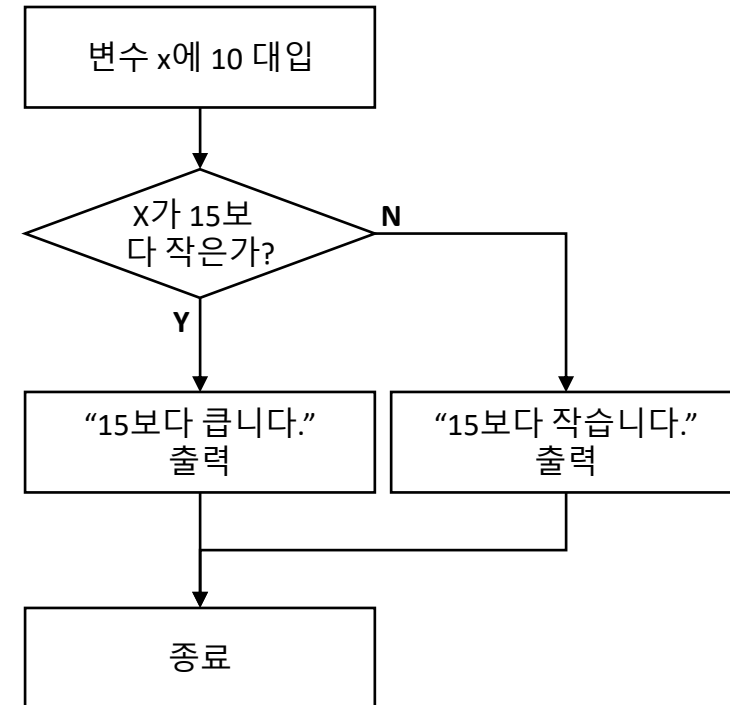 변수 x에 10 대입
X가 15보
다 작은가?
N
Y
“15보다 큽니다.”
출력
“15보다 작습니다.”
출력
종료